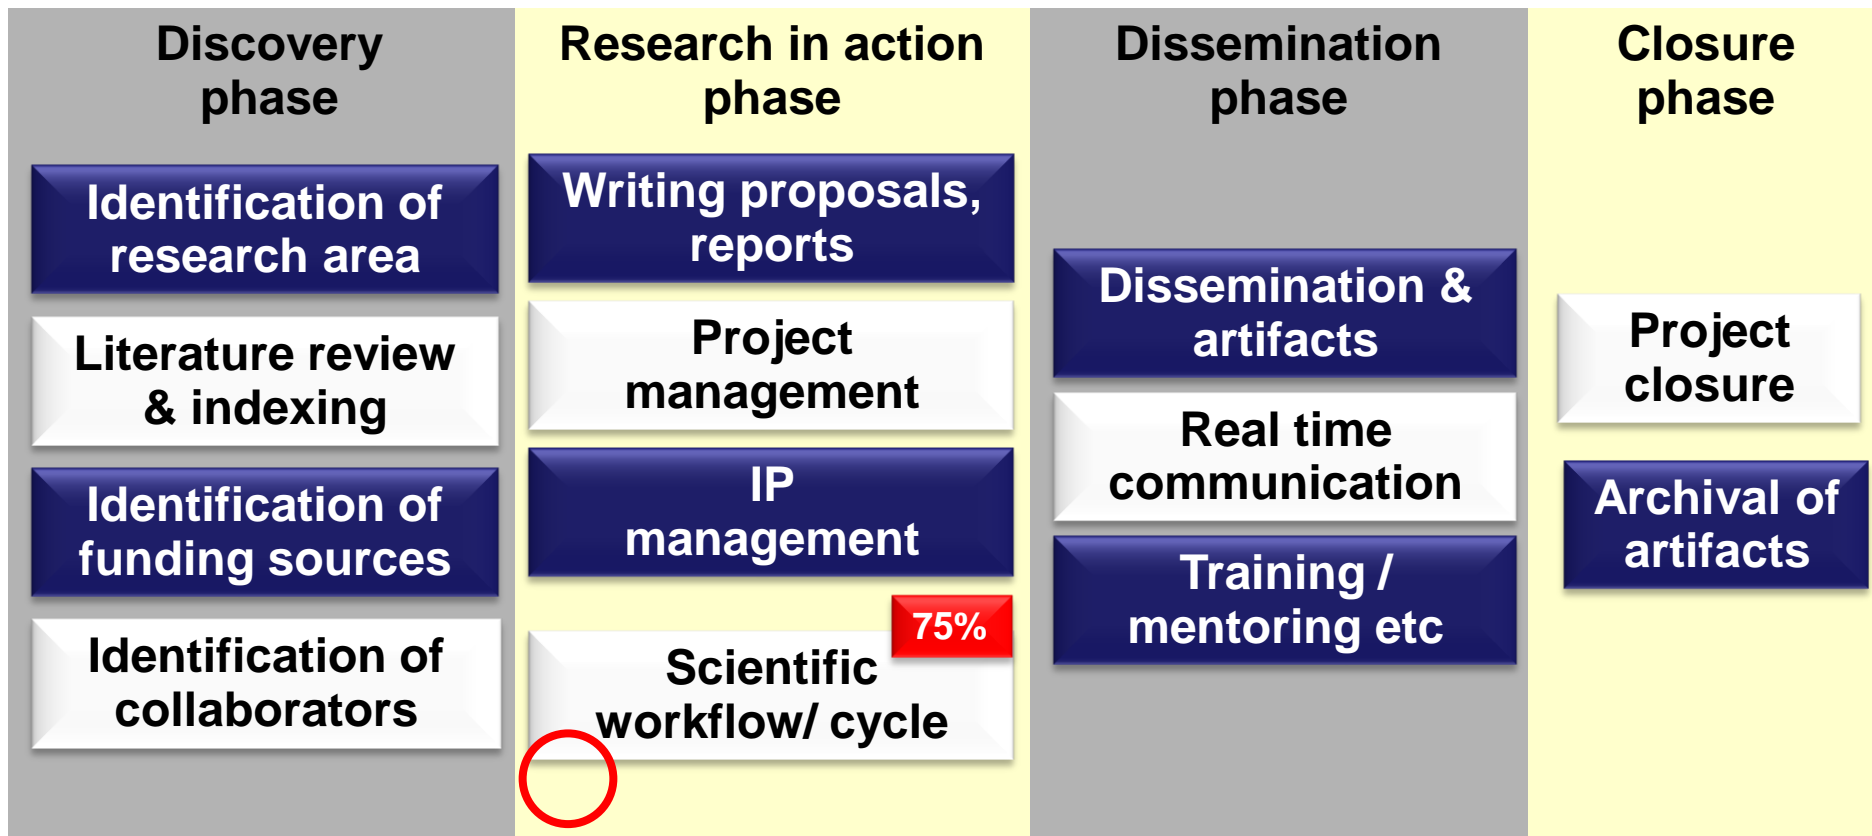 Discovery
phase
Identification of
research area
Literature review
& indexing
Identification of
funding sources
Identification of
collaborators
Research in action
phase
Writing proposals,
reports
Project
management
IP
management
75%
Scientific
workflow/ cycle
Dissemination
phase
Dissemination &
artifacts
Real time
communication
Training /
mentoring etc
Closure
phase
Project
closure
Archival of
artifacts